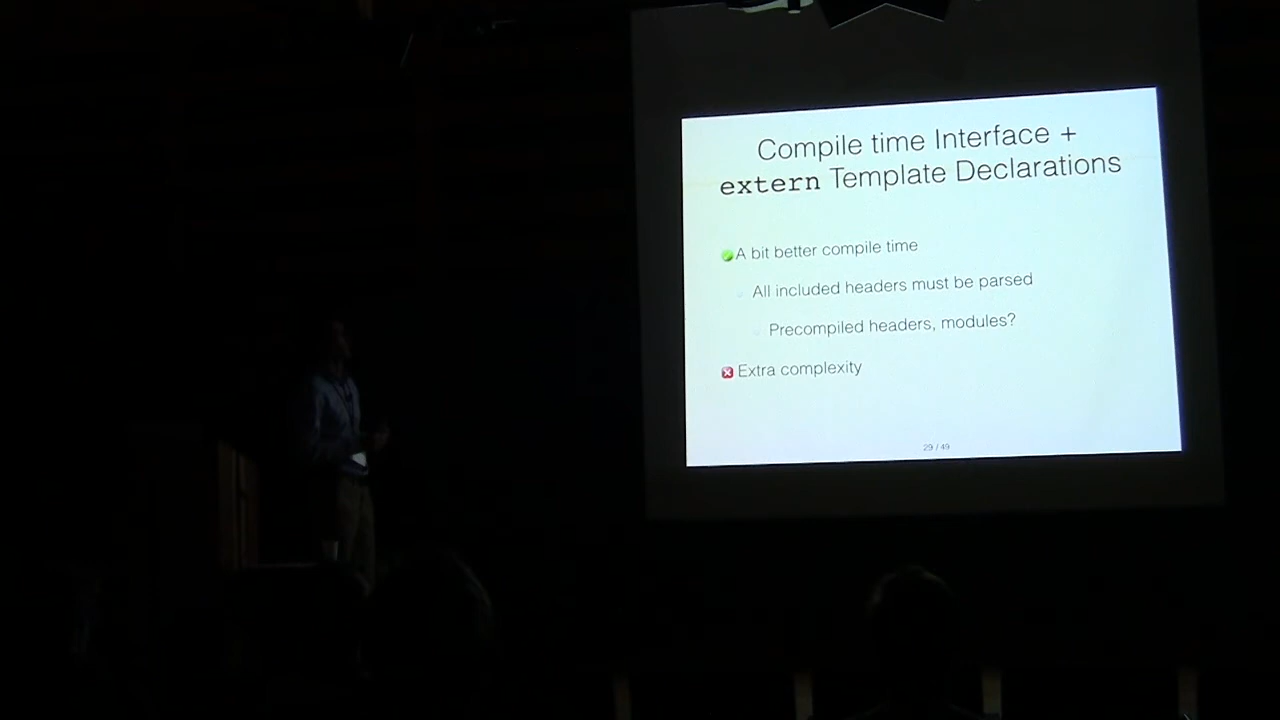 Compile time Interface +
extern Template Declarations
A bit better compile time
All included headers must be parsed
Precompiled headers, modules?
Extra complexity
29 / 49